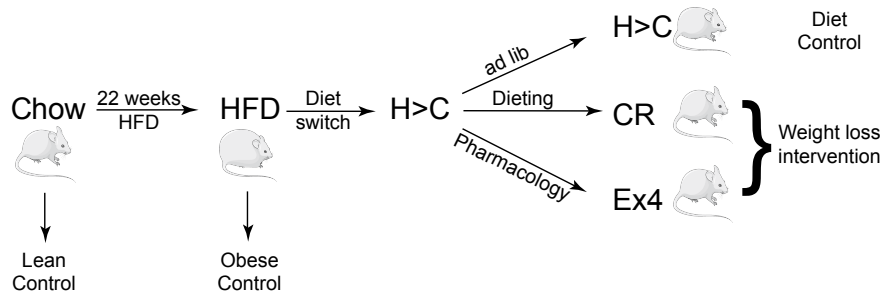 Chow
22 weeks
HFD
HFD
Diet
switch
H>C
ad lib
Dieting
Pharmacology
H>C
CR
Ex4
Diet
Control
Weight loss
intervention
Lean
Control
Obese
Control